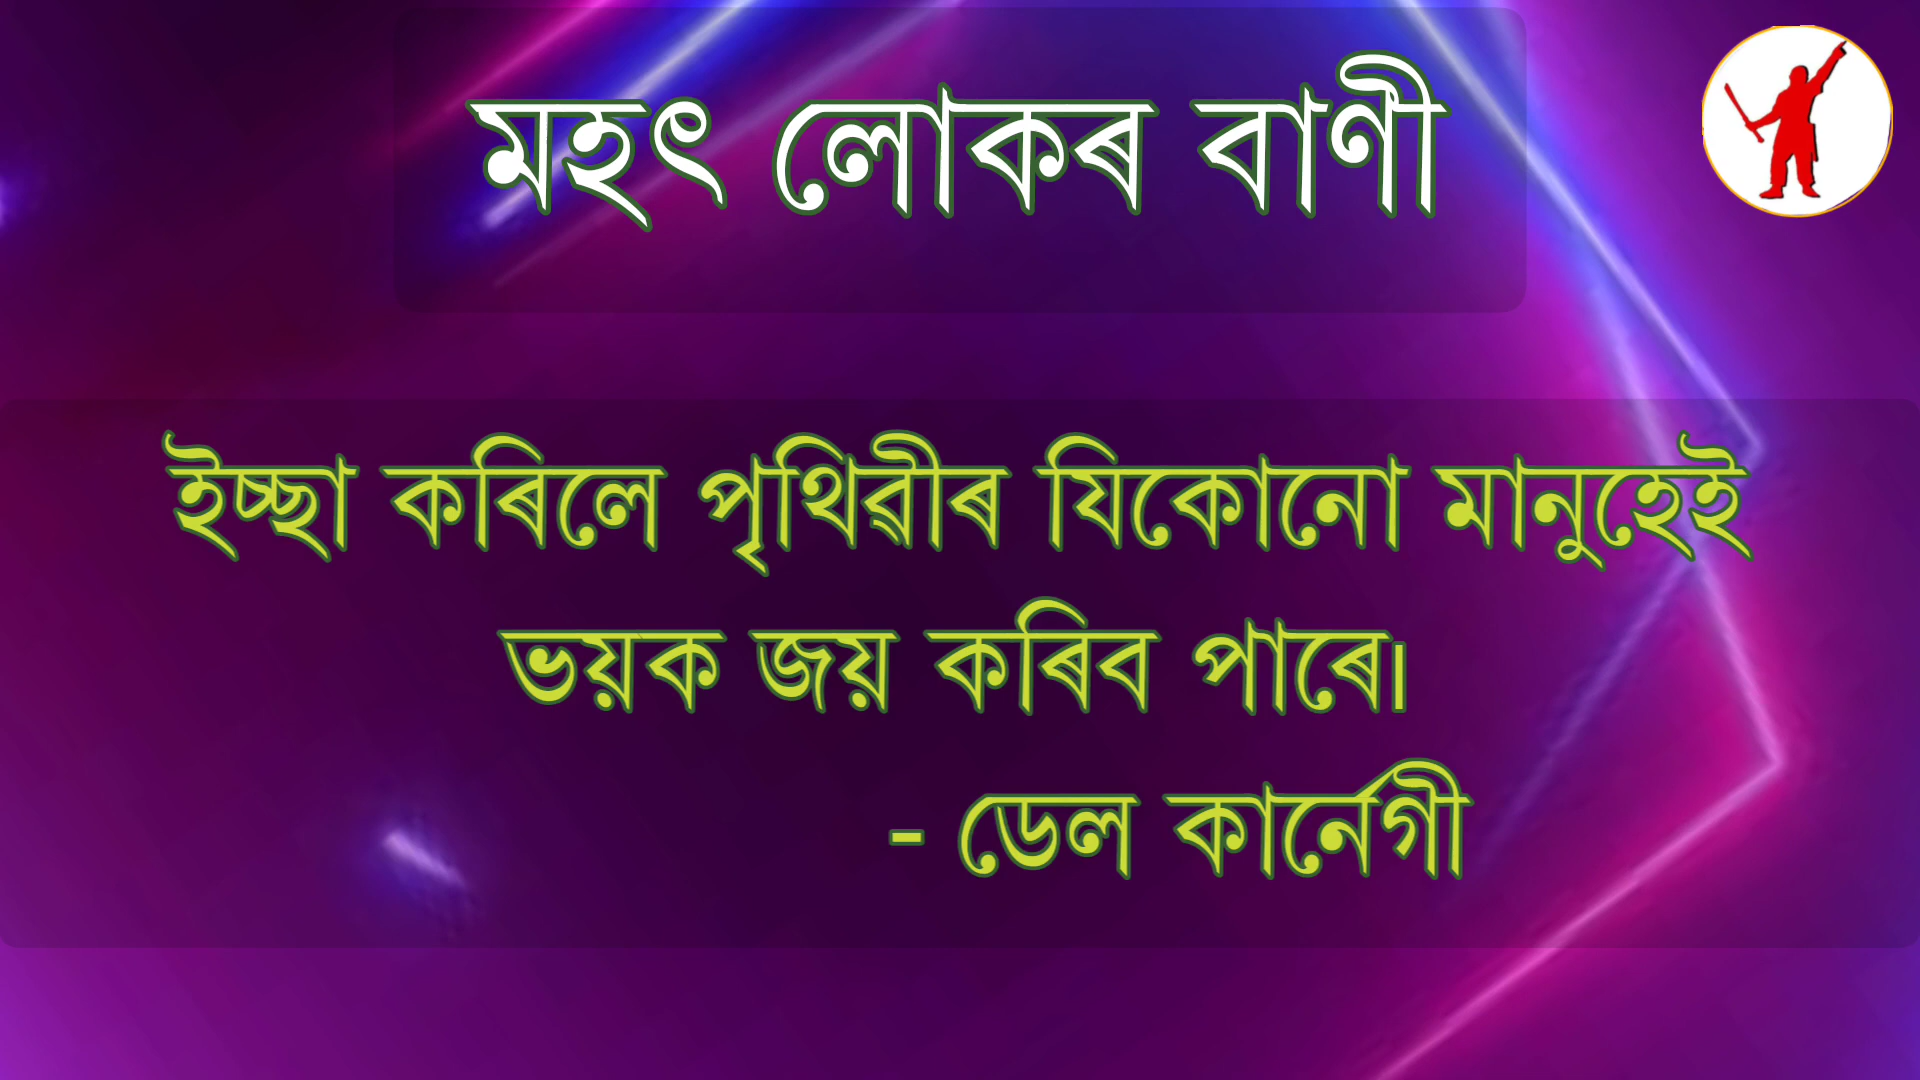 মহৎ লোকৰ বাণী
ইচ্ছা কৰিলে পৃথিৱীৰ যিকোনো মানুহেই
ভয়ক জয় কৰিব পাৰে।
- ডেল কাৰ্নেগী